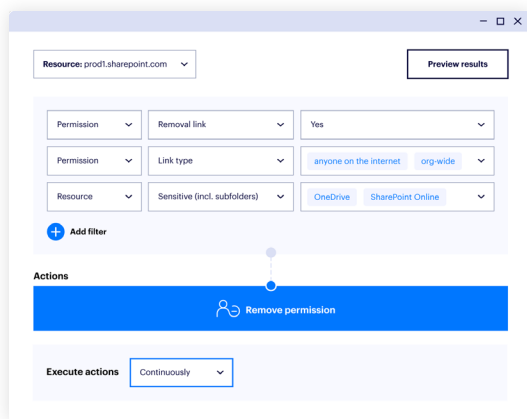 Resource: prod1.sharepoint.com
Preview results
Permission Removal link Yes
Permission Link type anyone on the internet org-wide
Resource Sensitive (incl. subfolders) OneDrive SharePoint Online
Add filter
Actions
Remove permission
Execute actions Continuously